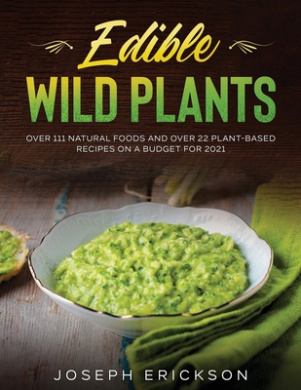 Edible
WILD PLANTS
OVER 111 NATURAL FOODS AND OVER 22 PLANT-BASED
RECIPES ON A BUDGET FOR 2021
JOSEPH ERICKSON